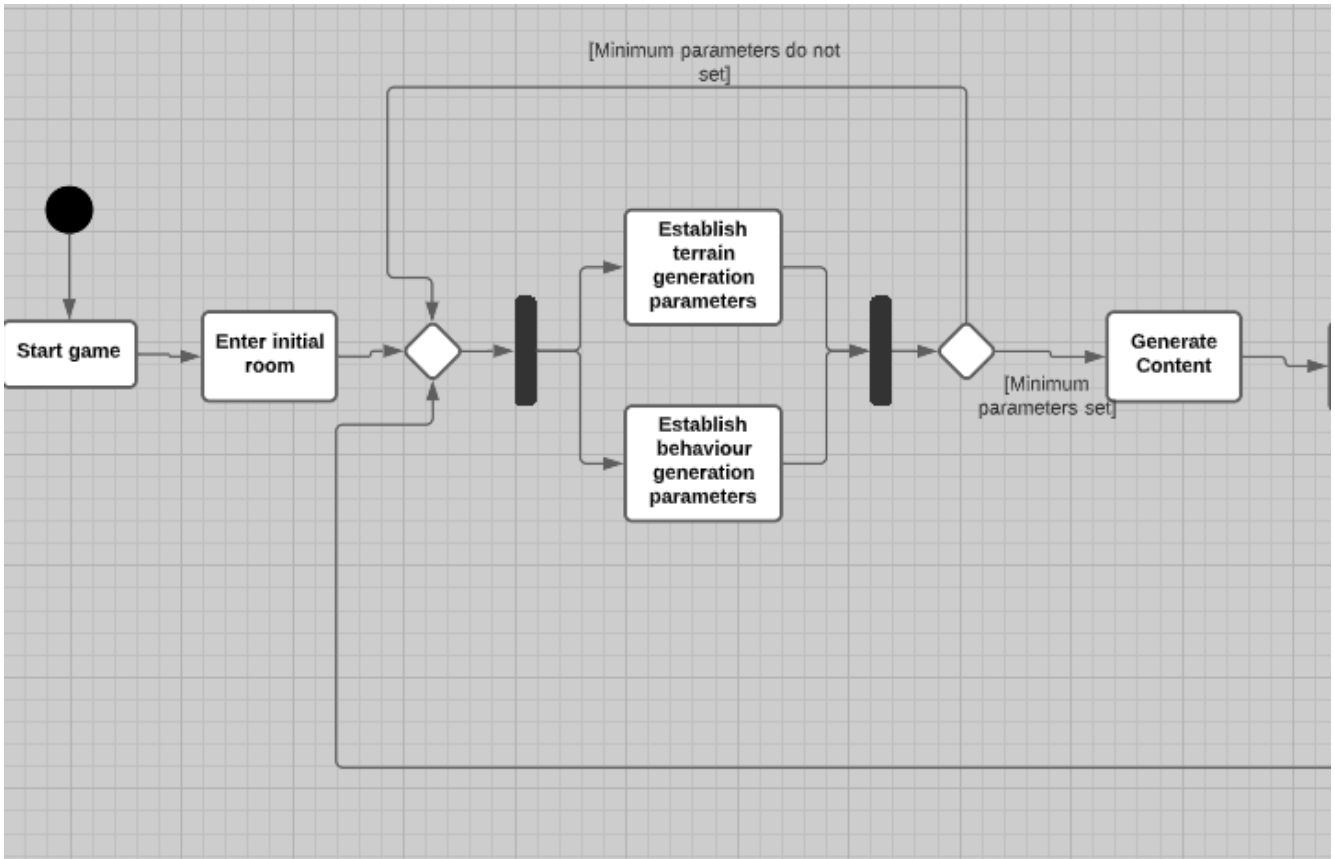 [Minimum parameters do not
set]
Start game
Enter initial
room
Establish
terrain
generation
parameters
Establish
behaviour
generation
parameters
[Minimum
parameters set]
Generate
Content